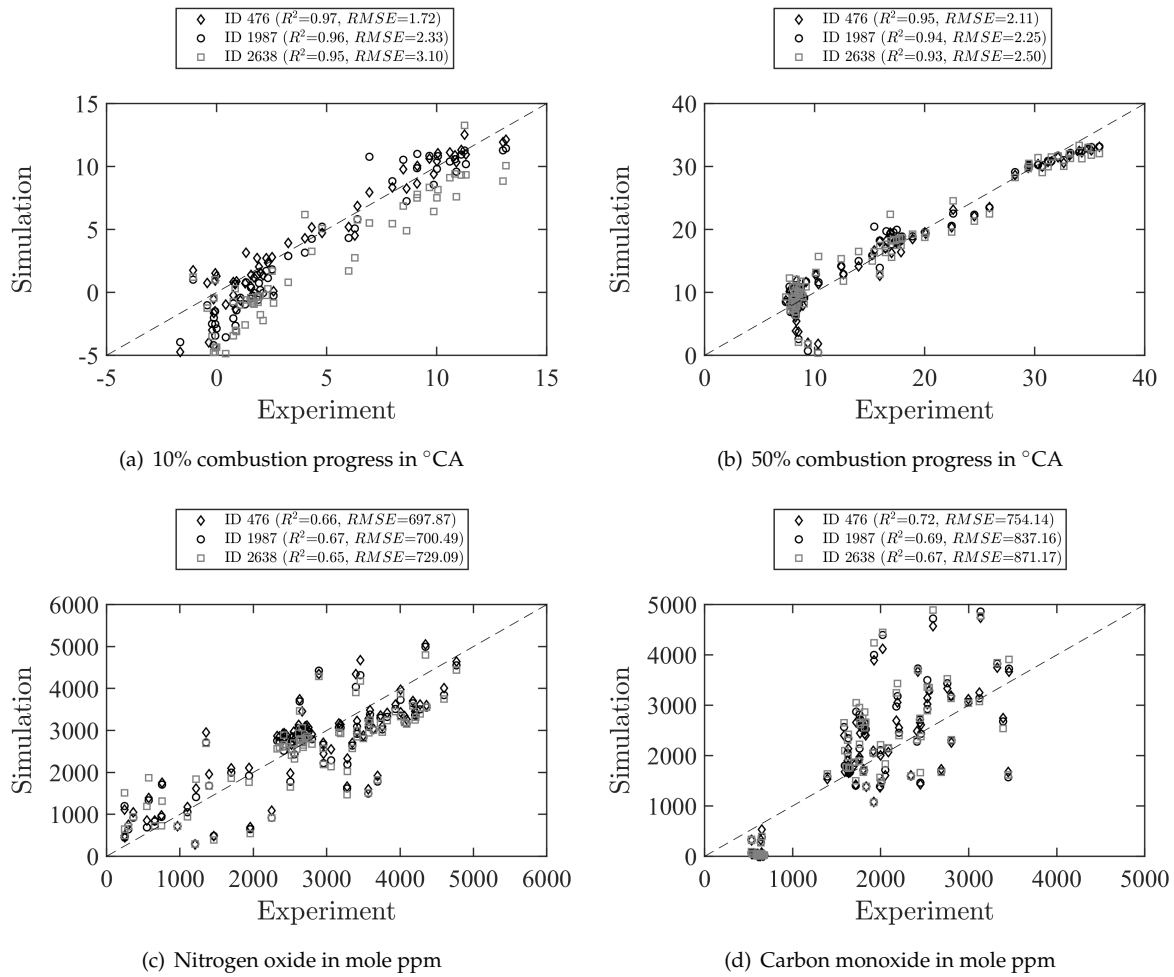 ID 476 (R²=0.97, RMSE=1.72)
ID 1987 (R²=0.96, RMSE=2.33)
ID 2638 (R²=0.95, RMSE=3.10)
15
10
5
0
-5
Simulation
-5 0 5 10 15
Experiment
(a) 10% combustion progress in °CA
ID 476 (R²=0.95, RMSE=2.11)
ID 1987 (R²=0.94, RMSE=2.25)
ID 2638 (R²=0.93, RMSE=2.50)
40
30
20
10
0
Simulation
0 10 20 30 40
Experiment
(b) 50% combustion progress in °CA
ID 476 (R²=0.66, RMSE=697.87)
ID 1987 (R²=0.67, RMSE=700.49)
ID 2638 (R²=0.65, RMSE=729.09)
6000
5000
4000
3000
2000
1000
0
Simulation
0 1000 2000 3000 4000 5000 6000
Experiment
(c) Nitrogen oxide in mole ppm
ID 476 (R²=0.72, RMSE=754.14)
ID 1987 (R²=0.69, RMSE=837.16)
ID 2638 (R²=0.67, RMSE=871.17)
5000
4000
3000
2000
1000
0
Simulation
0 1000 2000 3000 4000 5000
Experiment
(d) Carbon monoxide in mole ppm